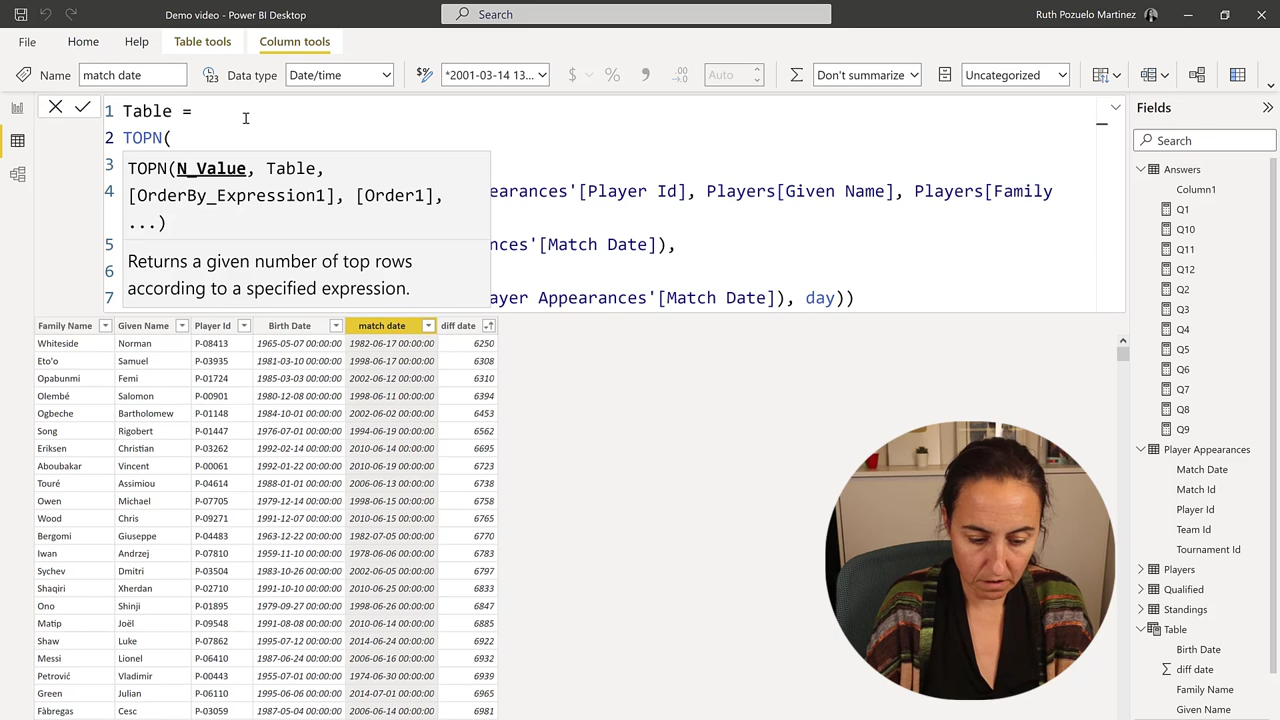 Demo video - Power BI Desktop
Search
Ruth Pozuelo Martinez
File
Home
Help
Table tools
Column tools
Name
match date
Data type
Date/time
*2001-03-14 13...
$
%
Auto
Don't summarize
Uncategorized
1 Table =
2 TOPN(
3
TOPN(N_Value, Table,
[OrderBy_Expression1], [Order1],
...)
Returns a given number of top rows
according to a specified expression.
4 earances'[Player Id], Players[Given Name], Players[Family
5 nces'[Match Date]),
6
7 ayer Appearances'[Match Date]), day))
Family Name Given Name Player Id Birth Date match date diff date
Whiteside Norman P-08413 1965-05-07 00:00:00 1982-06-17 00:00:00 6250
Eto'o Samuel P-03935 1981-03-10 00:00:00 1998-06-17 00:00:00 6308
Opabunmi Femi P-01724 1985-03-03 00:00:00 2002-06-12 00:00:00 6310
Olembé Salomon P-00901 1980-12-08 00:00:00 1998-06-11 00:00:00 6394
Ogbeche Bartholomew P-01148 1984-10-01 00:00:00 2002-06-02 00:00:00 6453
Song Rigobert P-01447 1976-07-01 00:00:00 1994-06-19 00:00:00 6562
Eriksen Christian P-03262 1992-02-14 00:00:00 2010-06-14 00:00:00 6695
Aboubakar Vincent P-00061 1992-01-22 00:00:00 2010-06-19 00:00:00 6723
Touré Assimiou P-04614 1988-01-01 00:00:00 2006-06-13 00:00:00 6738
Owen Michael P-07705 1979-12-14 00:00:00 1998-06-15 00:00:00 6758
Wood Chris P-09271 1991-12-07 00:00:00 2010-06-15 00:00:00 6765
Bergomi Giuseppe P-04483 1963-12-22 00:00:00 1982-07-05 00:00:00 6770
Iwan Andrzej P-07810 1959-11-10 00:00:00 1978-06-06 00:00:00 6783
Sychev Dmitri P-03504 1983-10-26 00:00:00 2002-06-05 00:00:00 6797
Shaqiri Xherdan P-02710 1991-10-10 00:00:00 2010-06-25 00:00:00 6833
Ono Shinji P-01895 1979-09-27 00:00:00 1998-06-26 00:00:00 6847
Matip Joël P-09548 1991-08-08 00:00:00 2010-06-14 00:00:00 6885
Shaw Luke P-07862 1995-07-12 00:00:00 2014-06-24 00:00:00 6922
Messi Lionel P-06410 1987-06-24 00:00:00 2006-06-16 00:00:00 6932
Petrović Vladimir P-00443 1955-07-01 00:00:00 1974-06-30 00:00:00 6939
Green Julian P-06110 1995-06-06 00:00:00 2014-07-01 00:00:00 6965
Fàbregas Cesc P-03059 1987-05-04 00:00:00 2006-06-14 00:00:00 6981
Fields
Search
Answers
Column1
Q1
Q10
Q11
Q12
Q2
Q3
Q4
Q5
Q6
Q7
Q8
Q9
Player Appearances
Match Date
Match Id
Player Id
Team Id
Tournament Id
Players
Qualified
Standings
Table
Birth Date
diff date
Family Name
Given Name